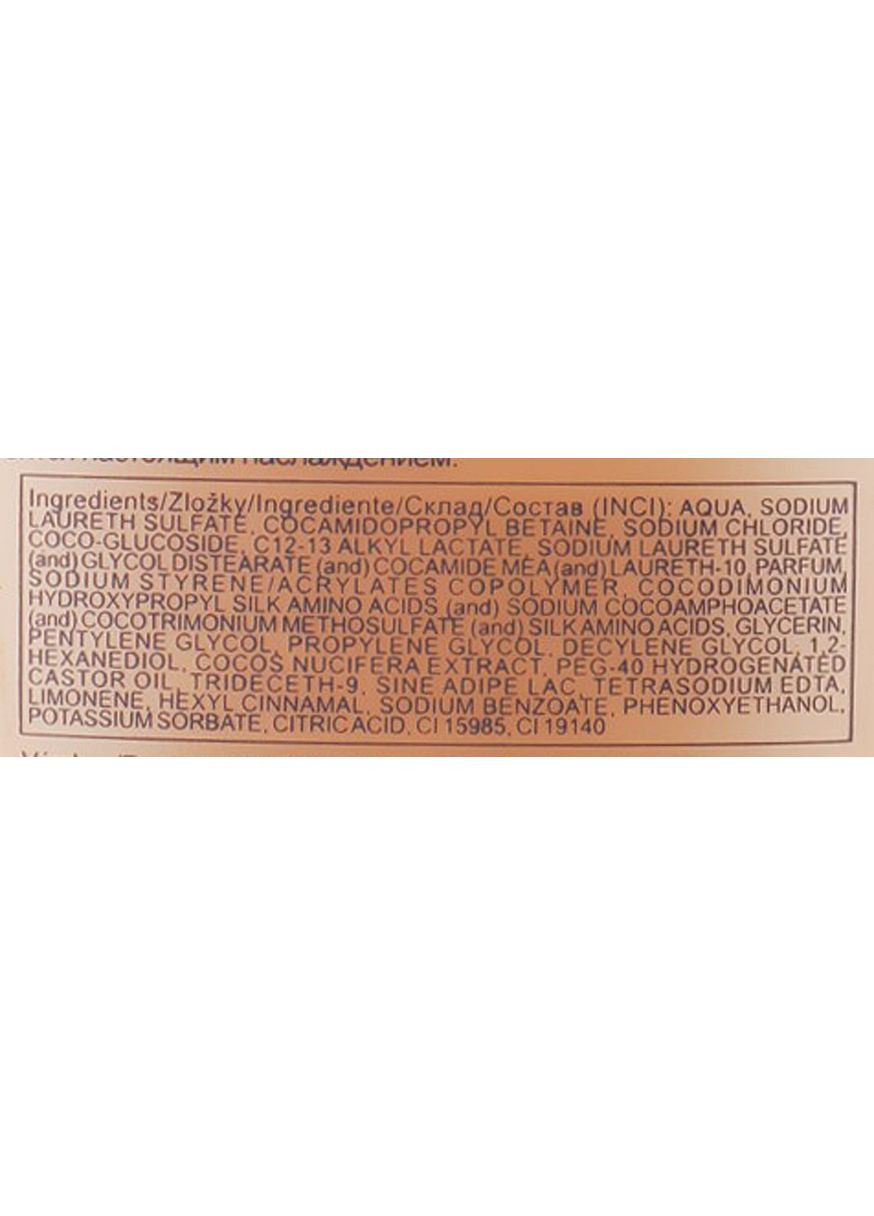 настоящим наслаждением.
Ingredients/Zložky/Ingrediente/Склад/Состав (INCI): AQUA, SODIUM
LAURETH SULFATE, COCAMIDOPROPYL BETAINE, SODIUM CHLORIDE,
COCO-GLUCOSIDE, C12-13 ALKYL LACTATE, SODIUM LAURETH SULFATE
(and) GLYCOL DISTEARATE (and) COCAMIDE MEA (and) LAURETH-10, PARFUM,
SODIUM STYRENE/ACRYLATES COPOLYMER, COCODIMONIUM
HYDROXYPROPYL SILK AMINO ACIDS (and) SODIUM COCOAMPHOACETATE
(and) COCOTRIMONIUM METHOSULFATE (and) SILK AMINO ACIDS, GLYCERIN,
PENTYLENE GLYCOL, PROPYLENE GLYCOL, DECYLENE GLYCOL, 1,2-
HEXANEDIOL, COCOS NUCIFERA EXTRACT, PEG-40 HYDROGENATED
CASTOR OIL, TRIDECETH-9, SINE ADIPE LAC, TETRASODIUM EDTA,
LIMONENE, HEXYL CINNAMAL, SODIUM BENZOATE, PHENOXYETHANOL,
POTASSIUM SORBATE, CITRIC ACID, CI 15985, CI 19140